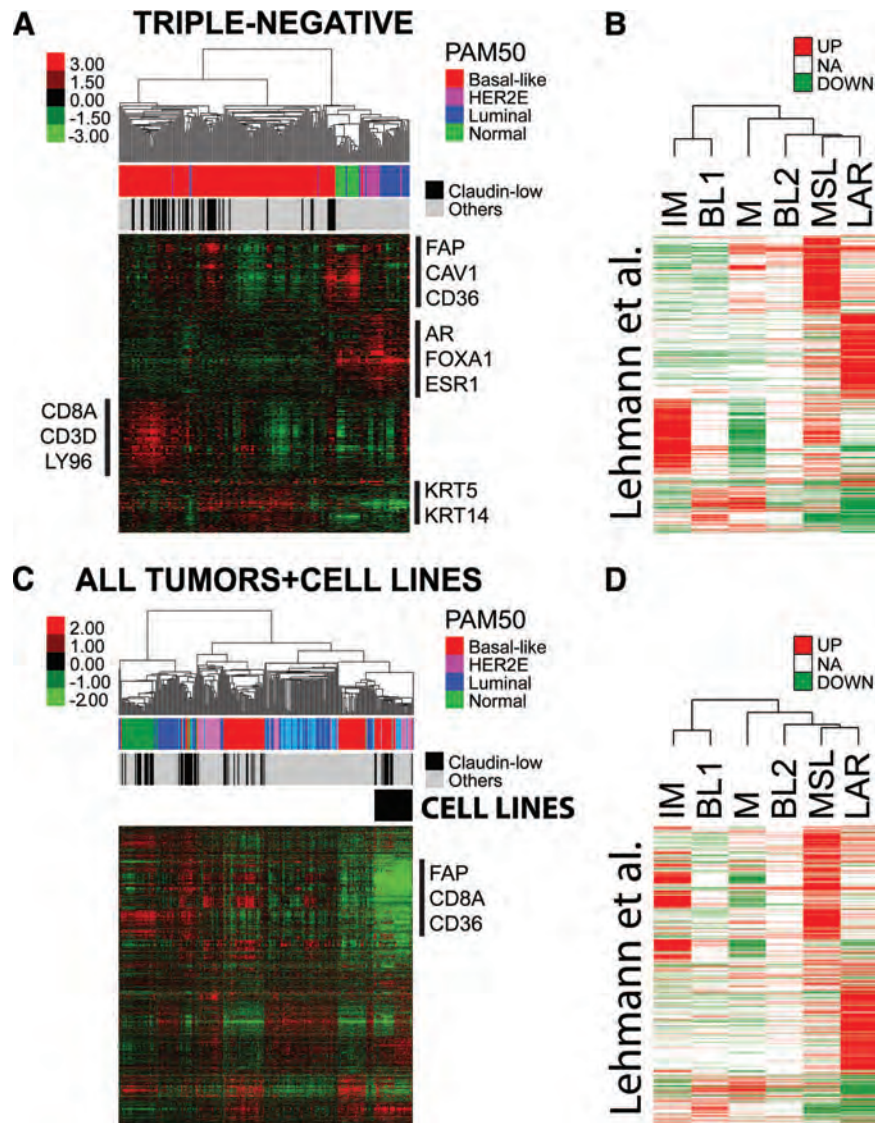 A TRIPLE-NEGATIVE
3.00
1.50
0.00
-1.50
-3.00
PAM50
Basal-like
HER2E
Luminal
Normal
Claudin-low
Others
FAP
CAV1
CD36
AR
FOXA1
ESR1
CD8A
CD3D
LY96
KRT5
KRT14
B
UP
NA
DOWN
IM
BL1
M
BL2
MSL
LAR
Lehmann et al.
C ALL TUMORS+CELL LINES
2.00
1.00
0.00
-1.00
-2.00
PAM50
Basal-like
HER2E
Luminal
Normal
Claudin-low
Others
CELL LINES
FAP
CD8A
CD36
D
UP
NA
DOWN
IM
BL1
M
BL2
MSL
LAR
Lehmann et al.